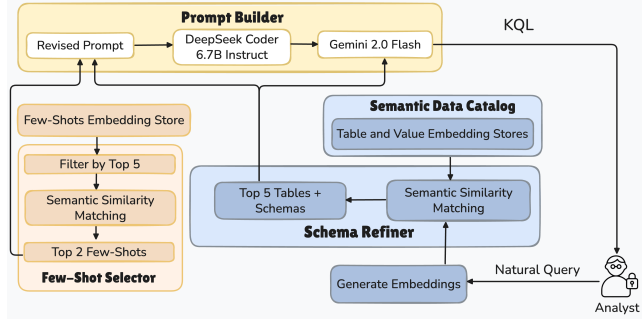 Prompt Builder
KQL
Revised Prompt
DeepSeek Coder
6.7B Instruct
Gemini 2.0 Flash
Few-Shots Embedding Store
Semantic Data Catalog
Table and Value Embedding Stores
Filter by Top 5
Semantic Similarity
Matching
Top 2 Few-Shots
Few-Shot Selector
Top 5 Tables +
Schemas
Semantic Similarity
Matching
Schema Refiner
Generate Embeddings
Natural Query
Analyst